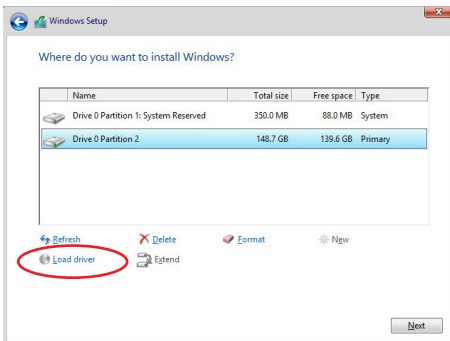 Windows Setup
Where do you want to install Windows?
Name Total size Free space Type
Drive 0 Partition 1: System Reserved 350.0 MB 88.0 MB System
Drive 0 Partition 2 148.7 GB 139.6 GB Primary
Refresh Delete Format New
Load driver Extend
Next